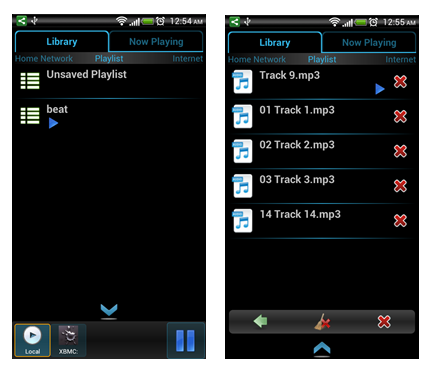 12:54 AM
Library
Now Playing
Home Network
Playlist
Internet
Unsaved Playlist
beat
Local
XBMC:
12:55 AM
Library
Now Playing
Home Network
Playlist
Internet
Track 9.mp3
01 Track 1.mp3
02 Track 2.mp3
03 Track 3.mp3
14 Track 14.mp3